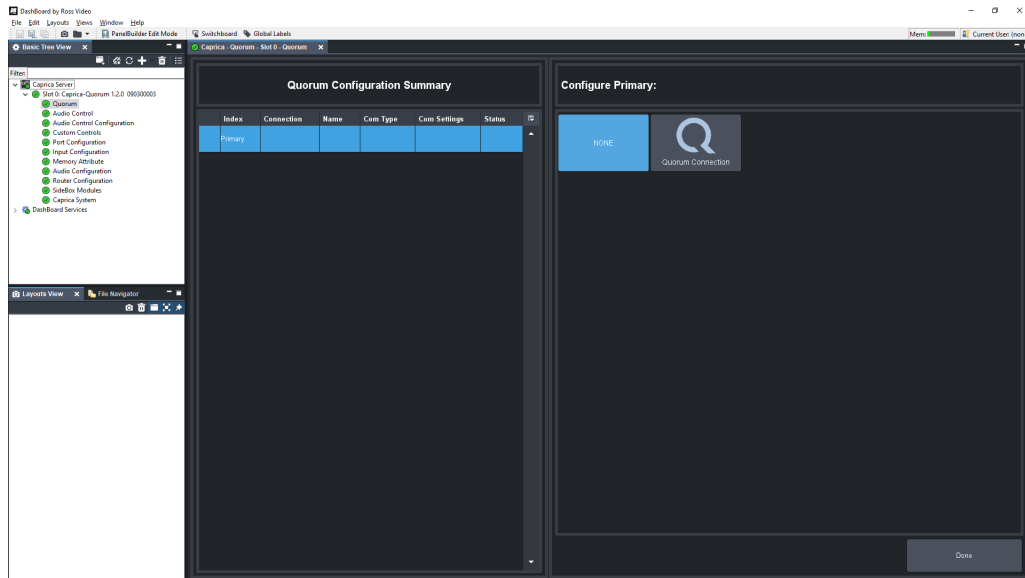 DashBoard by Ross Video
File Edit Layouts Views Window Help
PanelBuilder Edit Mode Switchboard Global Labels
Mem: Current User: (non
Basic Tree View
Caprica - Quorum - Slot 0 - Quorum
Filter:
Caprica Server
Slot 0: Caprica-Quorum 1.2.0 090300003
Quorum
Audio Control
Audio Control Configuration
Custom Controls
Port Configuration
Input Configuration
Memory Attribute
Audio Configuration
Router Configuration
SideBox Modules
Caprica System
DashBoard Services
Layouts View File Navigator
Quorum Configuration Summary
Index Connection Name Com Type Com Settings Status
Primary
Configure Primary:
NONE
Quorum Connection
Done